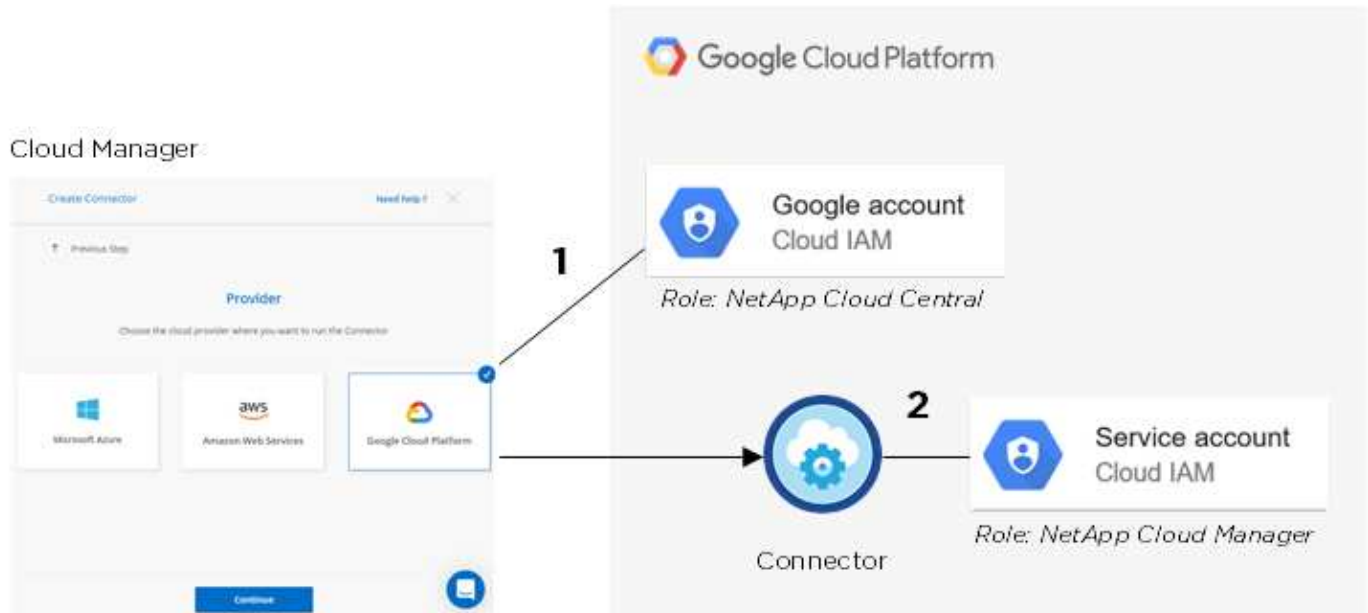 Google Cloud Platform
Cloud Manager
Create Connector
Need help ?
Previous Step
Provider
Choose the cloud provider where you want to run the Connector
Microsoft Azure
aws
Amazon Web Services
Google Cloud Platform
Continue
1
Google account
Cloud IAM
Role: NetApp Cloud Central
2
Connector
Service account
Cloud IAM
Role: NetApp Cloud Manager